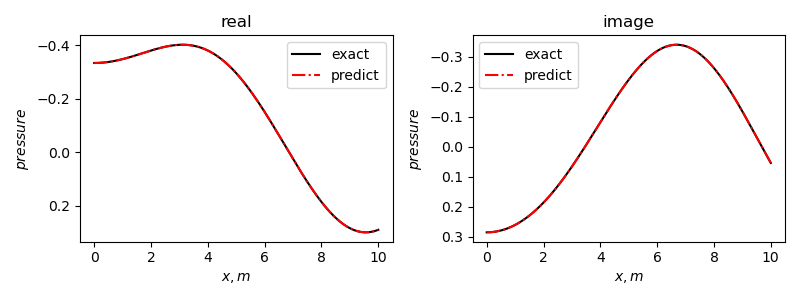 real
exact
predict
−0.4
−0.2
0.0
0.2
pressure
0 2 4 6 8 10
x, m
image
exact
predict
−0.3
−0.2
−0.1
0.0
0.1
0.2
0.3
pressure
0 2 4 6 8 10
x, m